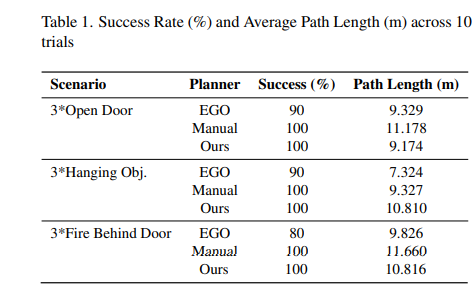 Table 1. Success Rate (%) and Average Path Length (m) across 10
trials
Scenario Planner Success (%) Path Length (m)
3*Open Door EGO 90 9.329
Manual 100 11.178
Ours 100 9.174
3*Hanging Obj. EGO 90 7.324
Manual 100 9.327
Ours 100 10.810
3*Fire Behind Door EGO 80 9.826
Manual 100 11.660
Ours 100 10.816